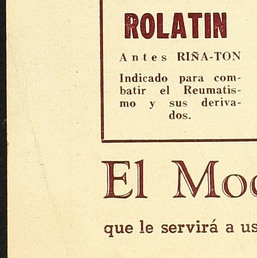 ROLATIN
Antes RIÑA-TON
Indicado para com-
batir el Reumatis-
mo y sus deriva-
dos.
El Moc
que le servirá a us